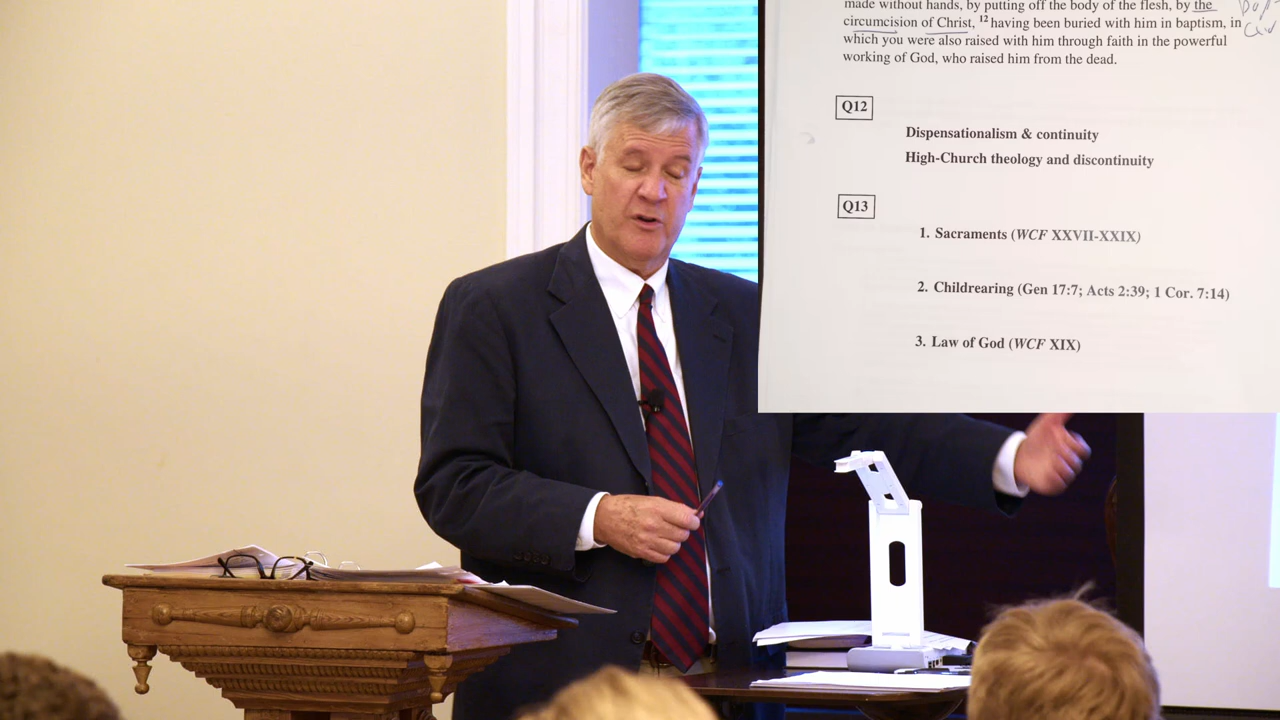 made without hands, by putting off the body of the flesh, by the
circumcision of Christ, 12 having been buried with him in baptism, in
which you were also raised with him through faith in the powerful
working of God, who raised him from the dead.
Q12
Dispensationalism & continuity
High-Church theology and discontinuity
Q13
1. Sacraments (WCF XXVII-XXIX)
2. Childrearing (Gen 17:7; Acts 2:39; 1 Cor. 7:14)
3. Law of God (WCF XIX)